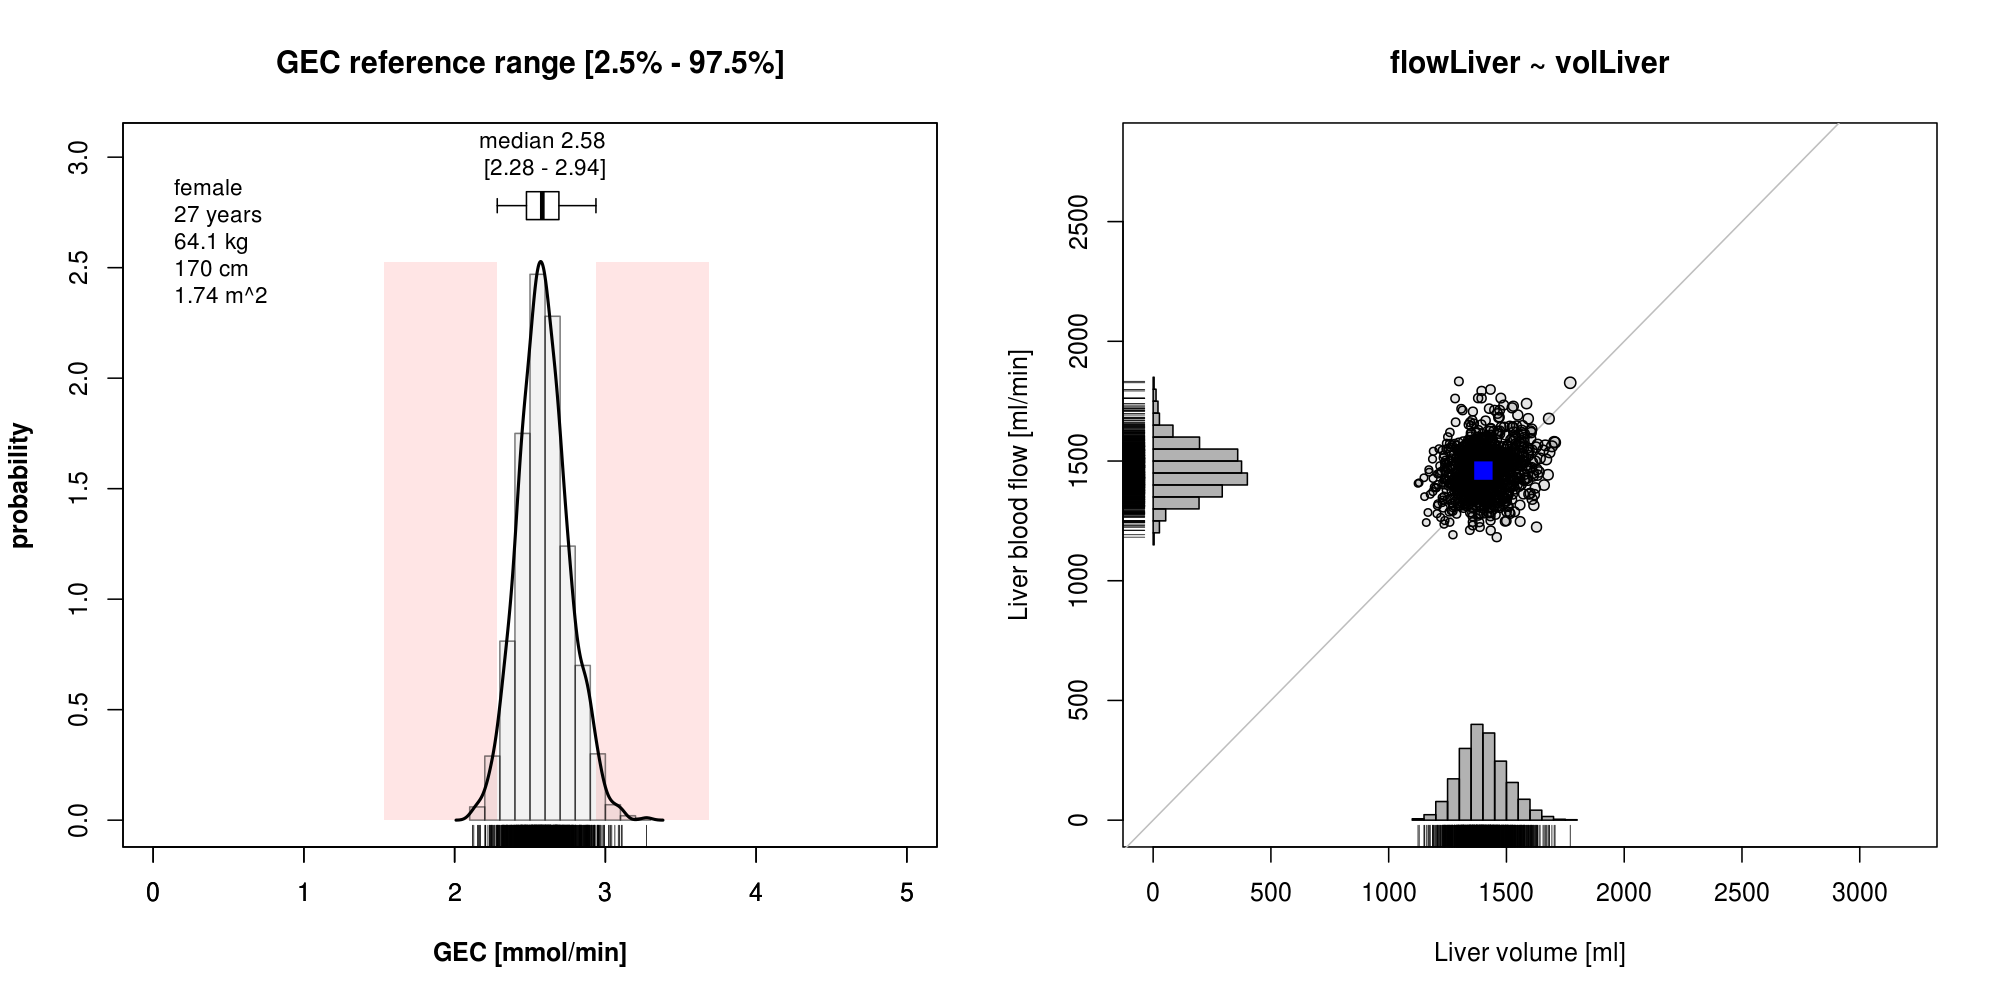 GEC reference range [2.5% - 97.5%]
median 2.58
[2.28 - 2.94]
female
27 years
64.1 kg
170 cm
1.74 m^2
probability
0.0
0.5
1.0
1.5
2.0
2.5
3.0
0 1 2 3 4 5
GEC [mmol/min]
flowLiver ~ volLiver
Liver blood flow [ml/min]
0
500
1000
1500
2000
2500
0 500 1000 1500 2000 2500 3000
Liver volume [ml]